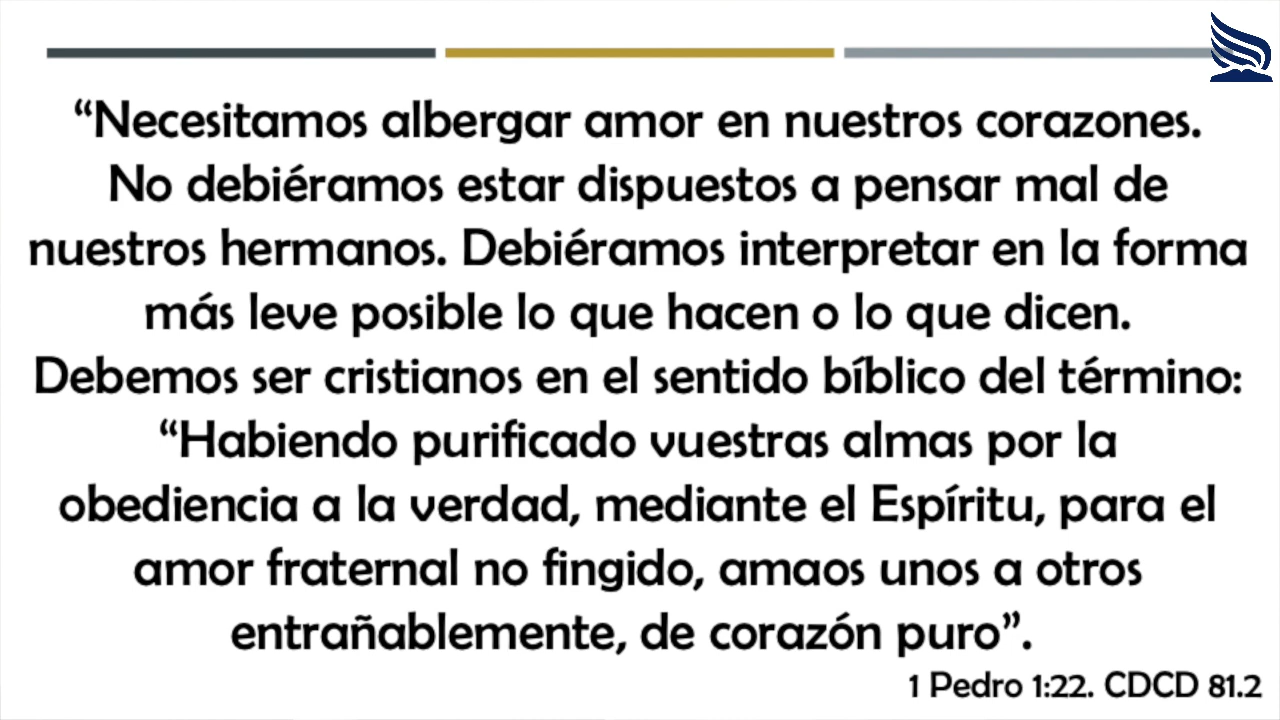 “Necesitamos albergar amor en nuestros corazones.
No debiéramos estar dispuestos a pensar mal de
nuestros hermanos. Debiéramos interpretar en la forma
más leve posible lo que hacen o lo que dicen.
Debemos ser cristianos en el sentido bíblico del término:
“Habiendo purificado vuestras almas por la
obediencia a la verdad, mediante el Espíritu, para el
amor fraternal no fingido, amaos unos a otros
entrañablemente, de corazón puro”.
1 Pedro 1:22. CDCD 81.2